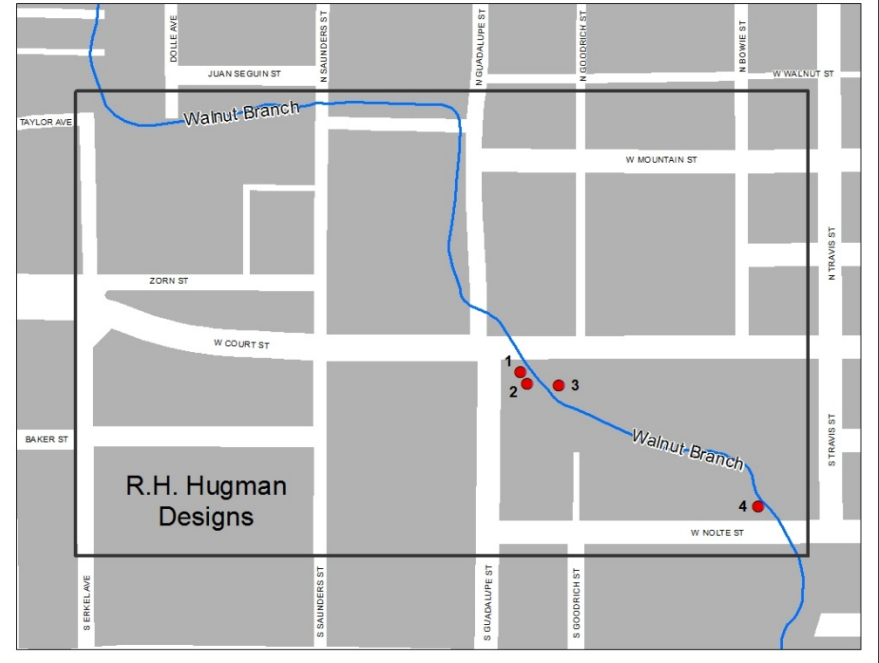 DOLLE AVE
N SAUNDERS ST
N GUADALUPE ST
N GOODRICH ST
N BOWIE ST
JUAN SEGUIN ST
W WALNUT ST
Walnut Branch
TAYLOR AVE
W MOUNTAIN ST
N TRAVIS ST
ZORN ST
W COURT ST
1
2
3
BAKER ST
Walnut Branch
S TRAVIS ST
R.H. Hugman
Designs
4
W NOLTE ST
S ERKEL AVE
S SAUNDERS ST
S GUADALUPE ST
S GOODRICH ST